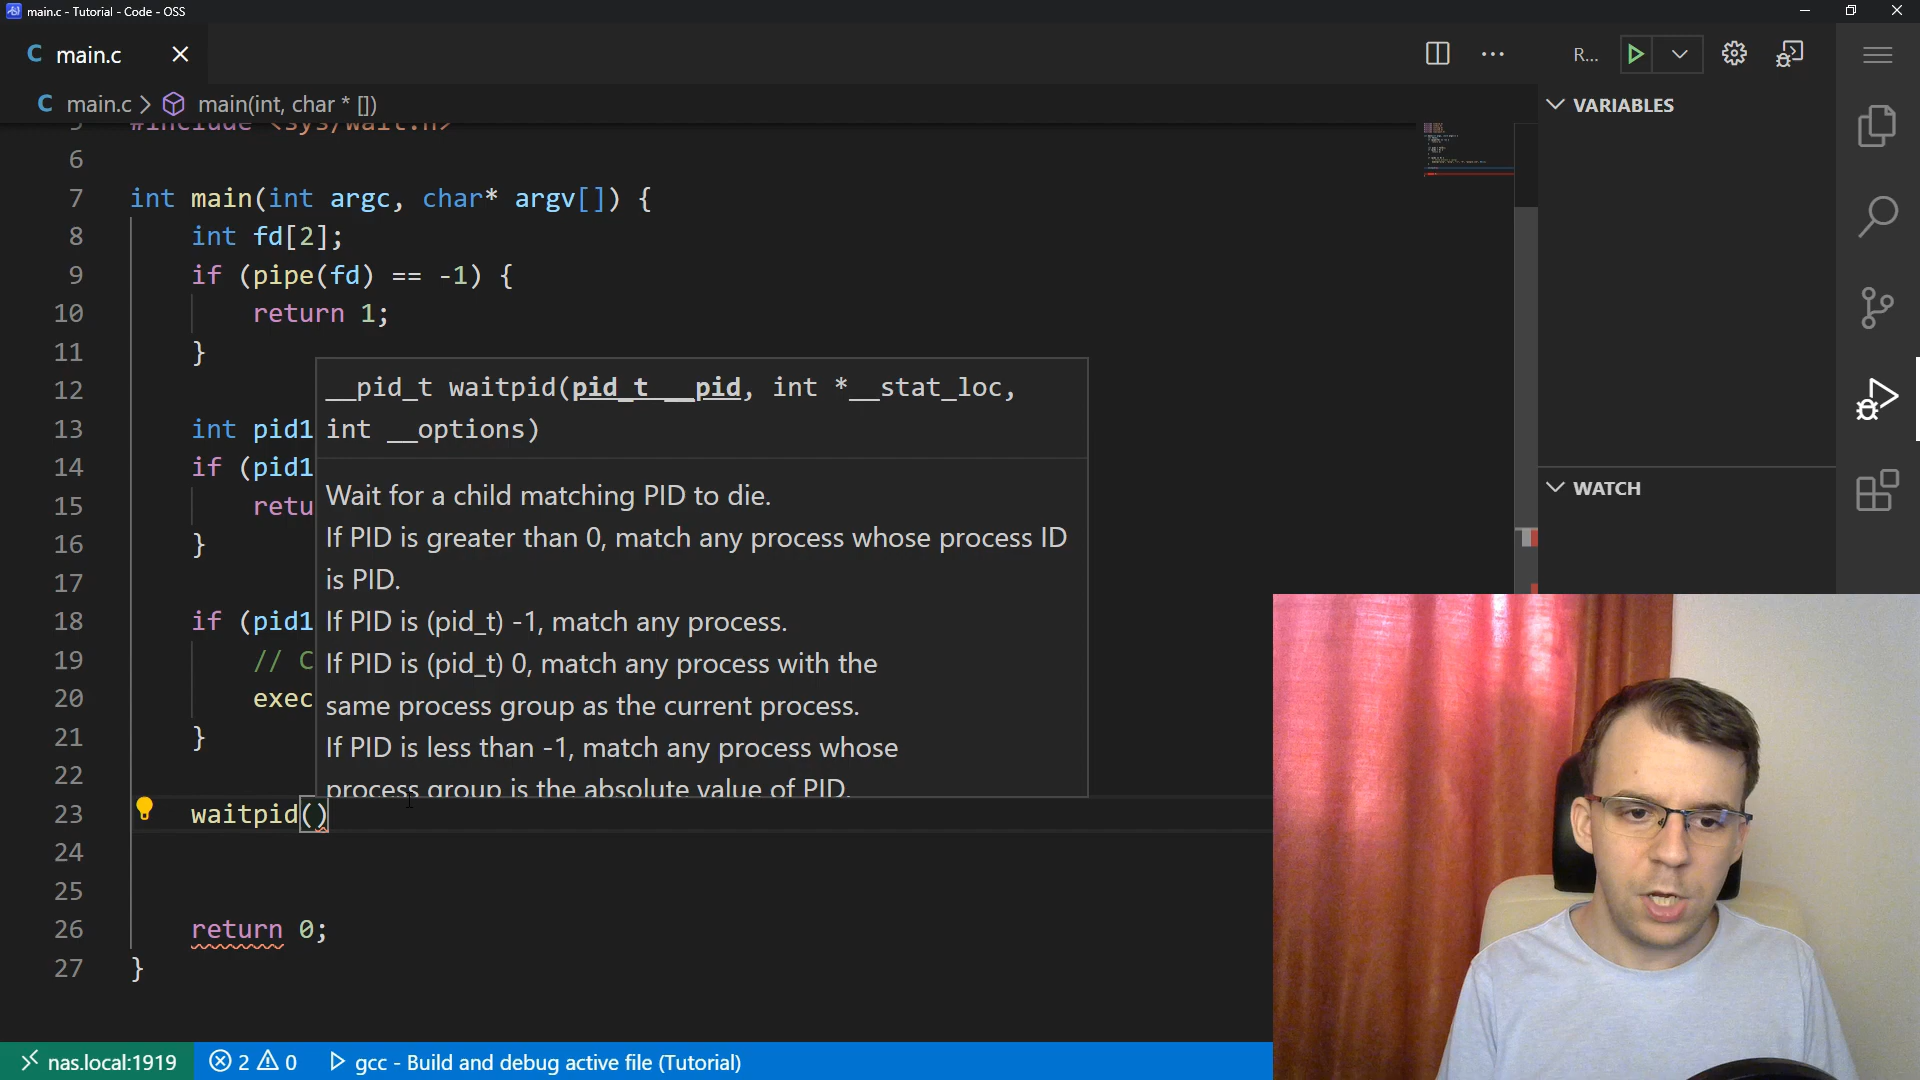 main.c - Tutorial - Code - OSS
C main.c
R...
C main.c > main(int, char * [])
VARIABLES
5 #include <sys/wait.h>
6
7 int main(int argc, char* argv[]) {
8 int fd[2];
9 if (pipe(fd) == -1) {
10 return 1;
11 }
12
__pid_t waitpid(pid_t __pid, int *__stat_loc,
13 int pid1
int __options)
14 if (pid1
WATCH
Wait for a child matching PID to die.
15 retu
If PID is greater than 0, match any process whose process ID
16 }
is PID.
17
18 if (pid1
If PID is (pid_t) -1, match any process.
19 // C
If PID is (pid_t) 0, match any process with the
20 exec
same process group as the current process.
21 }
If PID is less than -1, match any process whose
22
process group is the absolute value of PID.
23 waitpid()
24
25
26 return 0;
27 }
nas.local:1919 2 0 gcc - Build and debug active file (Tutorial)